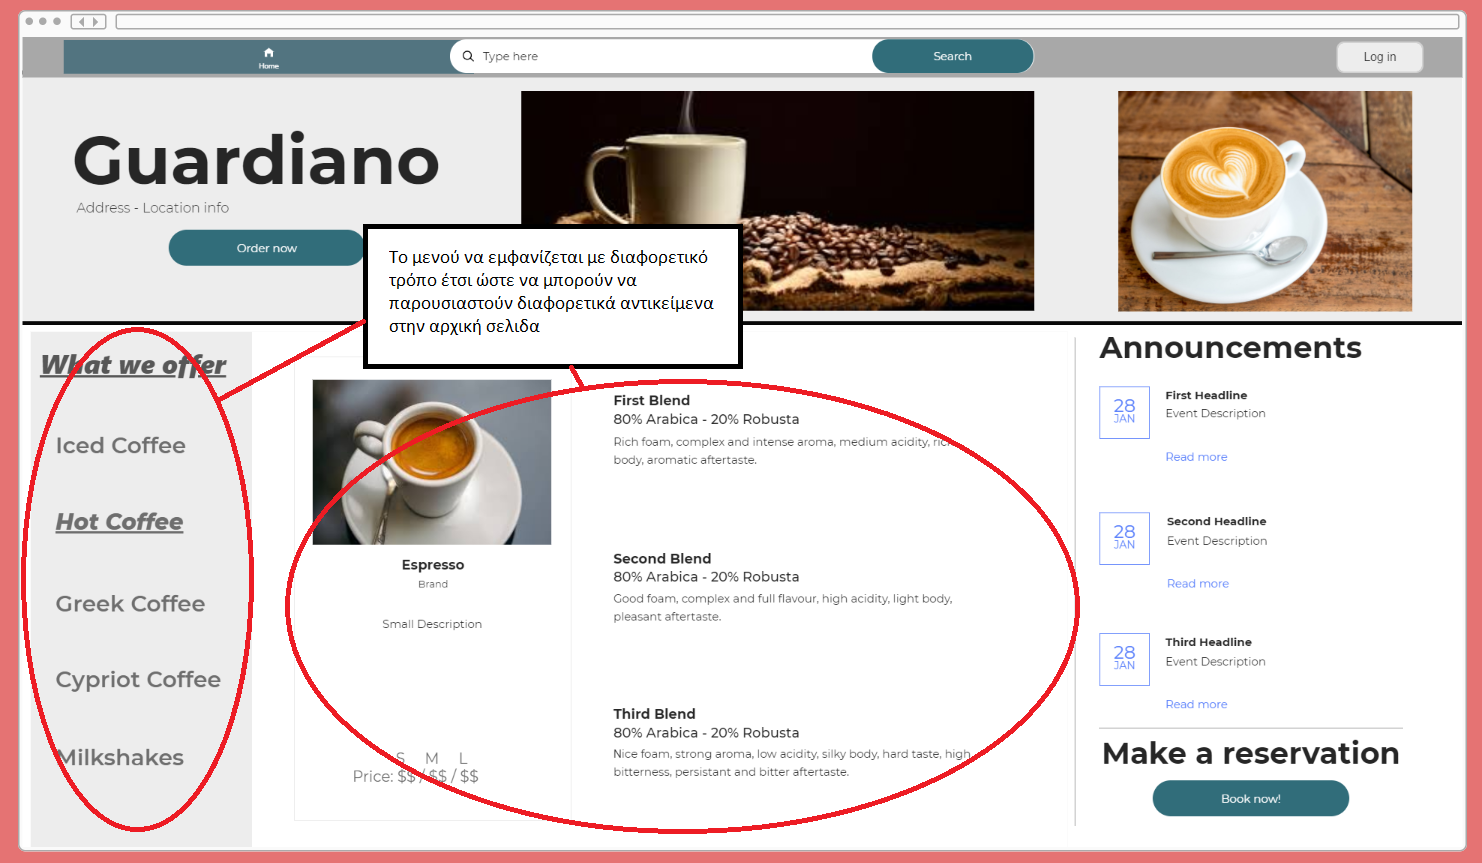 Home
Type here
Search
Log in
Guardiano
Address - Location info
Order now
Το μενού να εμφανίζεται με διαφορετικό
τρόπο έτσι ώστε να μπορούν να
παρουσιαστούν διαφορετικά αντικείμενα
στην αρχική σελιδα
What we offer
Iced Coffee
Hot Coffee
Greek Coffee
Cypriot Coffee
Milkshakes
Espresso
Brand
Small Description
S M L
Price: $$ / $$ / $$
First Blend
80% Arabica - 20% Robusta
Rich foam, complex and intense aroma, medium acidity, rich
body, aromatic aftertaste.
Second Blend
80% Arabica - 20% Robusta
Good foam, complex and full flavour, high acidity, light body,
pleasant aftertaste.
Third Blend
80% Arabica - 20% Robusta
Nice foam, strong aroma, low acidity, silky body, hard taste, high
bitterness, persistant and bitter aftertaste.
Announcements
28
JAN
First Headline
Event Description
Read more
28
JAN
Second Headline
Event Description
Read more
28
JAN
Third Headline
Event Description
Read more
Make a reservation
Book now!